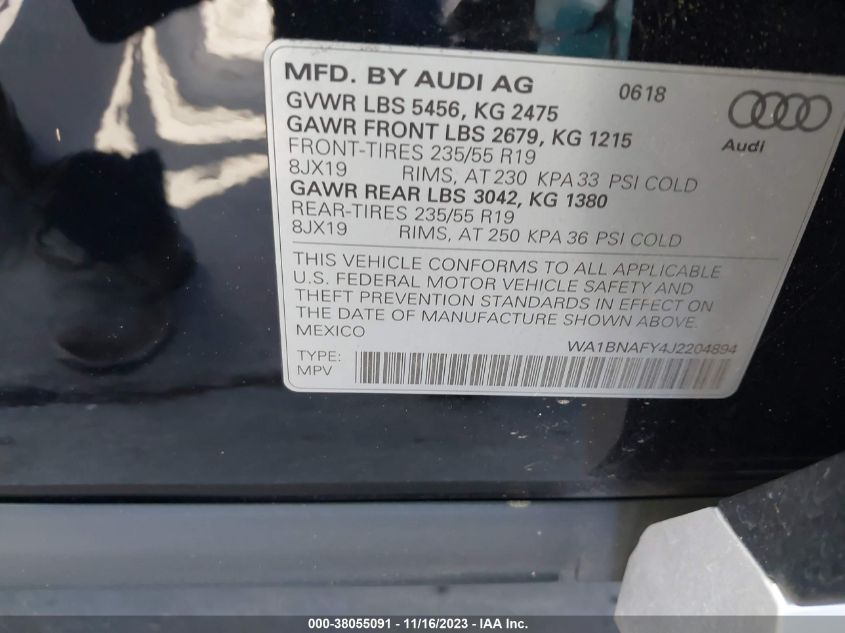 MFD. BY AUDI AG 0618
GVWR LBS 5456, KG 2475
GAWR FRONT LBS 2679, KG 1215
FRONT-TIRES 235/55 R19
8JX19 RIMS, AT 230 KPA 33 PSI COLD
GAWR REAR LBS 3042, KG 1380
REAR-TIRES 235/55 R19
8JX19 RIMS, AT 250 KPA 36 PSI COLD
Audi
THIS VEHICLE CONFORMS TO ALL APPLICABLE
U.S. FEDERAL MOTOR VEHICLE SAFETY AND
THEFT PREVENTION STANDARDS IN EFFECT ON
THE DATE OF MANUFACTURE SHOWN ABOVE.
MEXICO
WA1BNAFY4J2204894
TYPE:
MPV
000-38055091 - 11/16/2023 - IAA Inc.